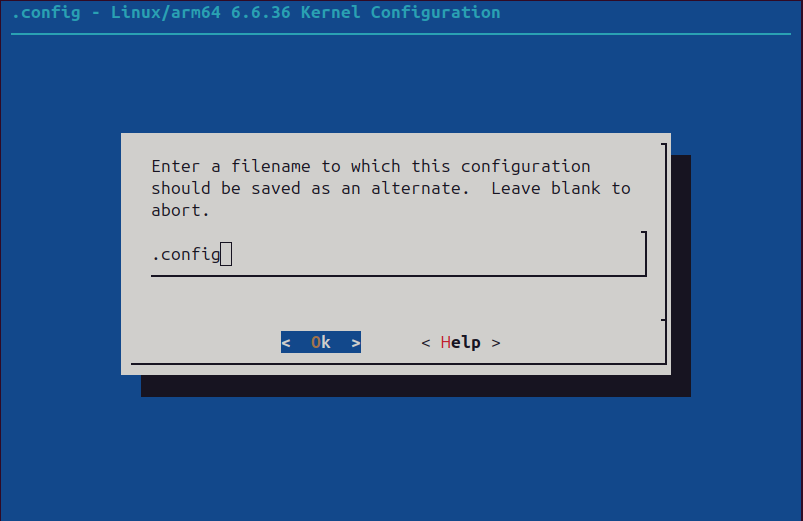 .config - Linux/arm64 6.6.36 Kernel Configuration
Enter a filename to which this configuration
should be saved as an alternate.  Leave blank to
abort.
.config
<  Ok  >      < Help >